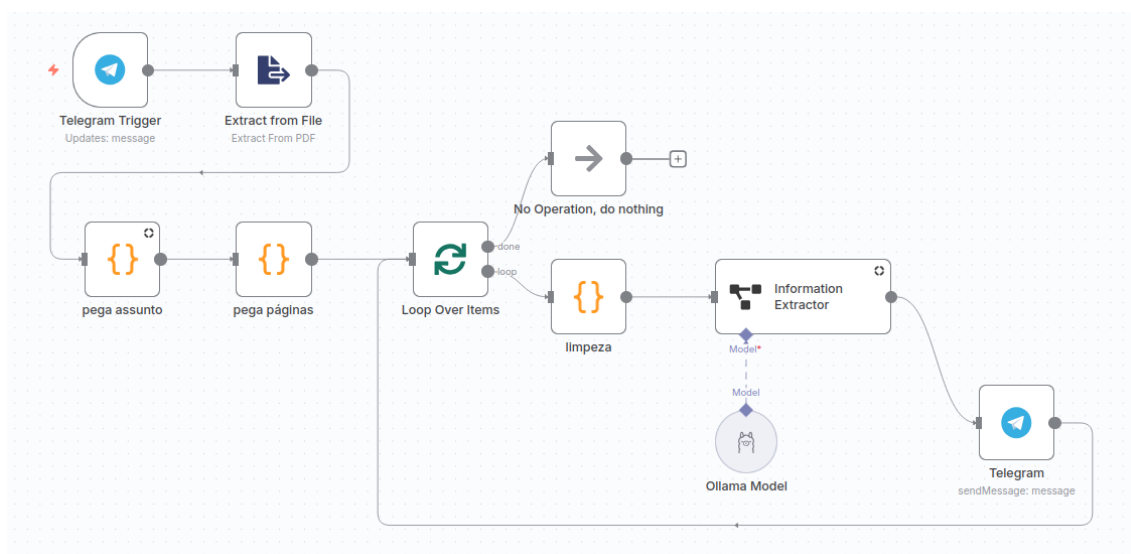 Telegram Trigger
Updates: message
Extract from File
Extract From PDF
No Operation, do nothing
pega assunto
pega páginas
done
loop
Loop Over Items
limpeza
Information
Extractor
Model*
Model
Ollama Model
Telegram
sendMessage: message